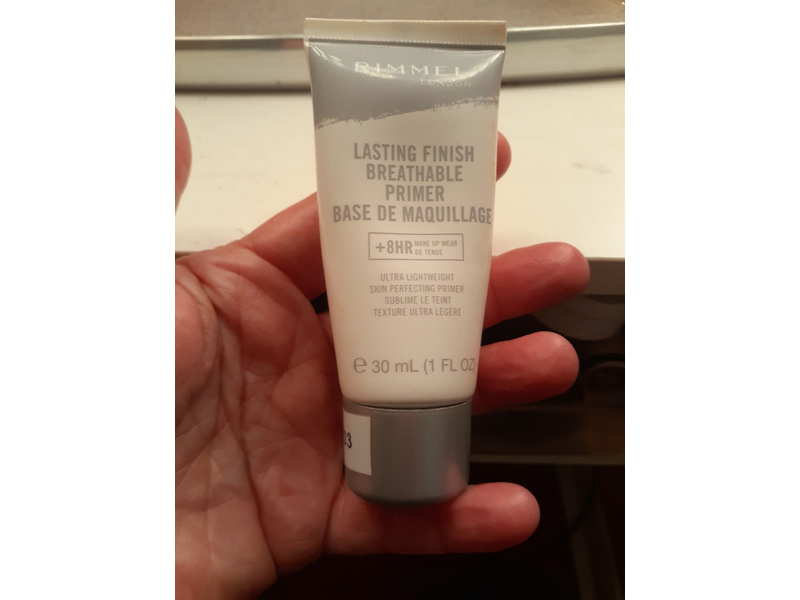 RIMMEL
LONDON
LASTING FINISH
BREATHABLE
PRIMER
BASE DE MAQUILLAGE
+8HR MAKE UP WEAR
DE TENUE
ULTRA LIGHTWEIGHT
SKIN PERFECTING PRIMER
SUBLIME LE TEINT
TEXTURE ULTRA LÉGÈRE
℮ 30 mL (1 FL OZ)